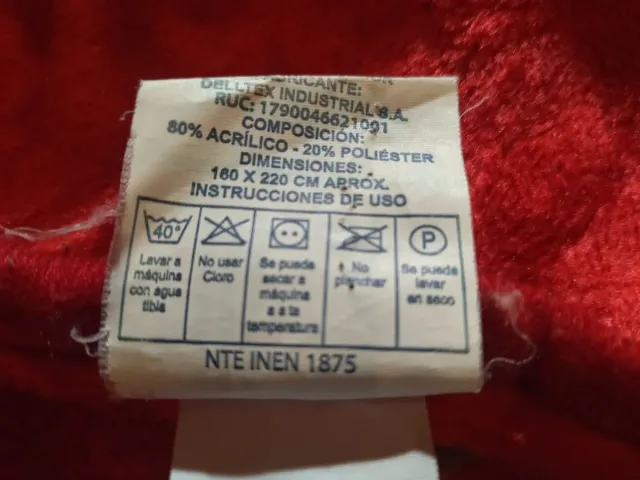 FABRICANTE:
DELLTEX INDUSTRIAL S.A.
RUC: 1790046621001
COMPOSICIÓN:
80% ACRÍLICO - 20% POLIÉSTER
DIMENSIONES:
160 X 220 CM APROX.
INSTRUCCIONES DE USO
40°
P
Lavar a
máquina
con agua
tibia
No usar
Cloro
Se puede
secar a
máquina
a a ta
temperatura
No
planchar
Se puede
lavar
en seco
NTE INEN 1875